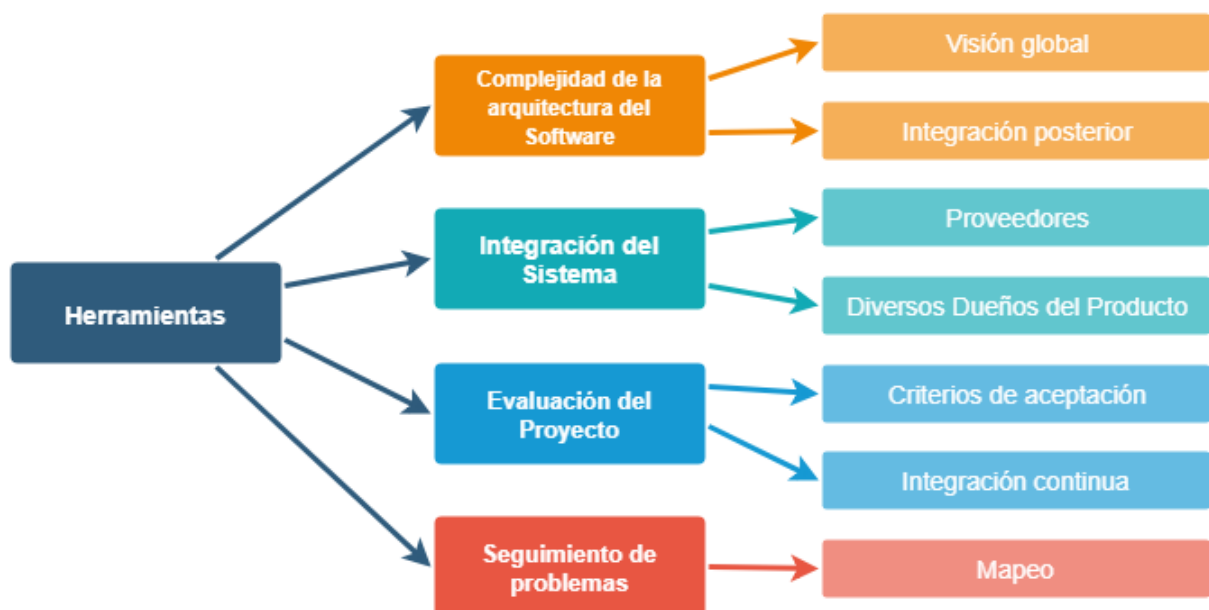 Herramientas
Complejidad de la
arquitectura del
Software
Visión global
Integración posterior
Integración del
Sistema
Proveedores
Diversos Dueños del Producto
Evaluación del
Proyecto
Criterios de aceptación
Integración continua
Seguimiento de
problemas
Mapeo